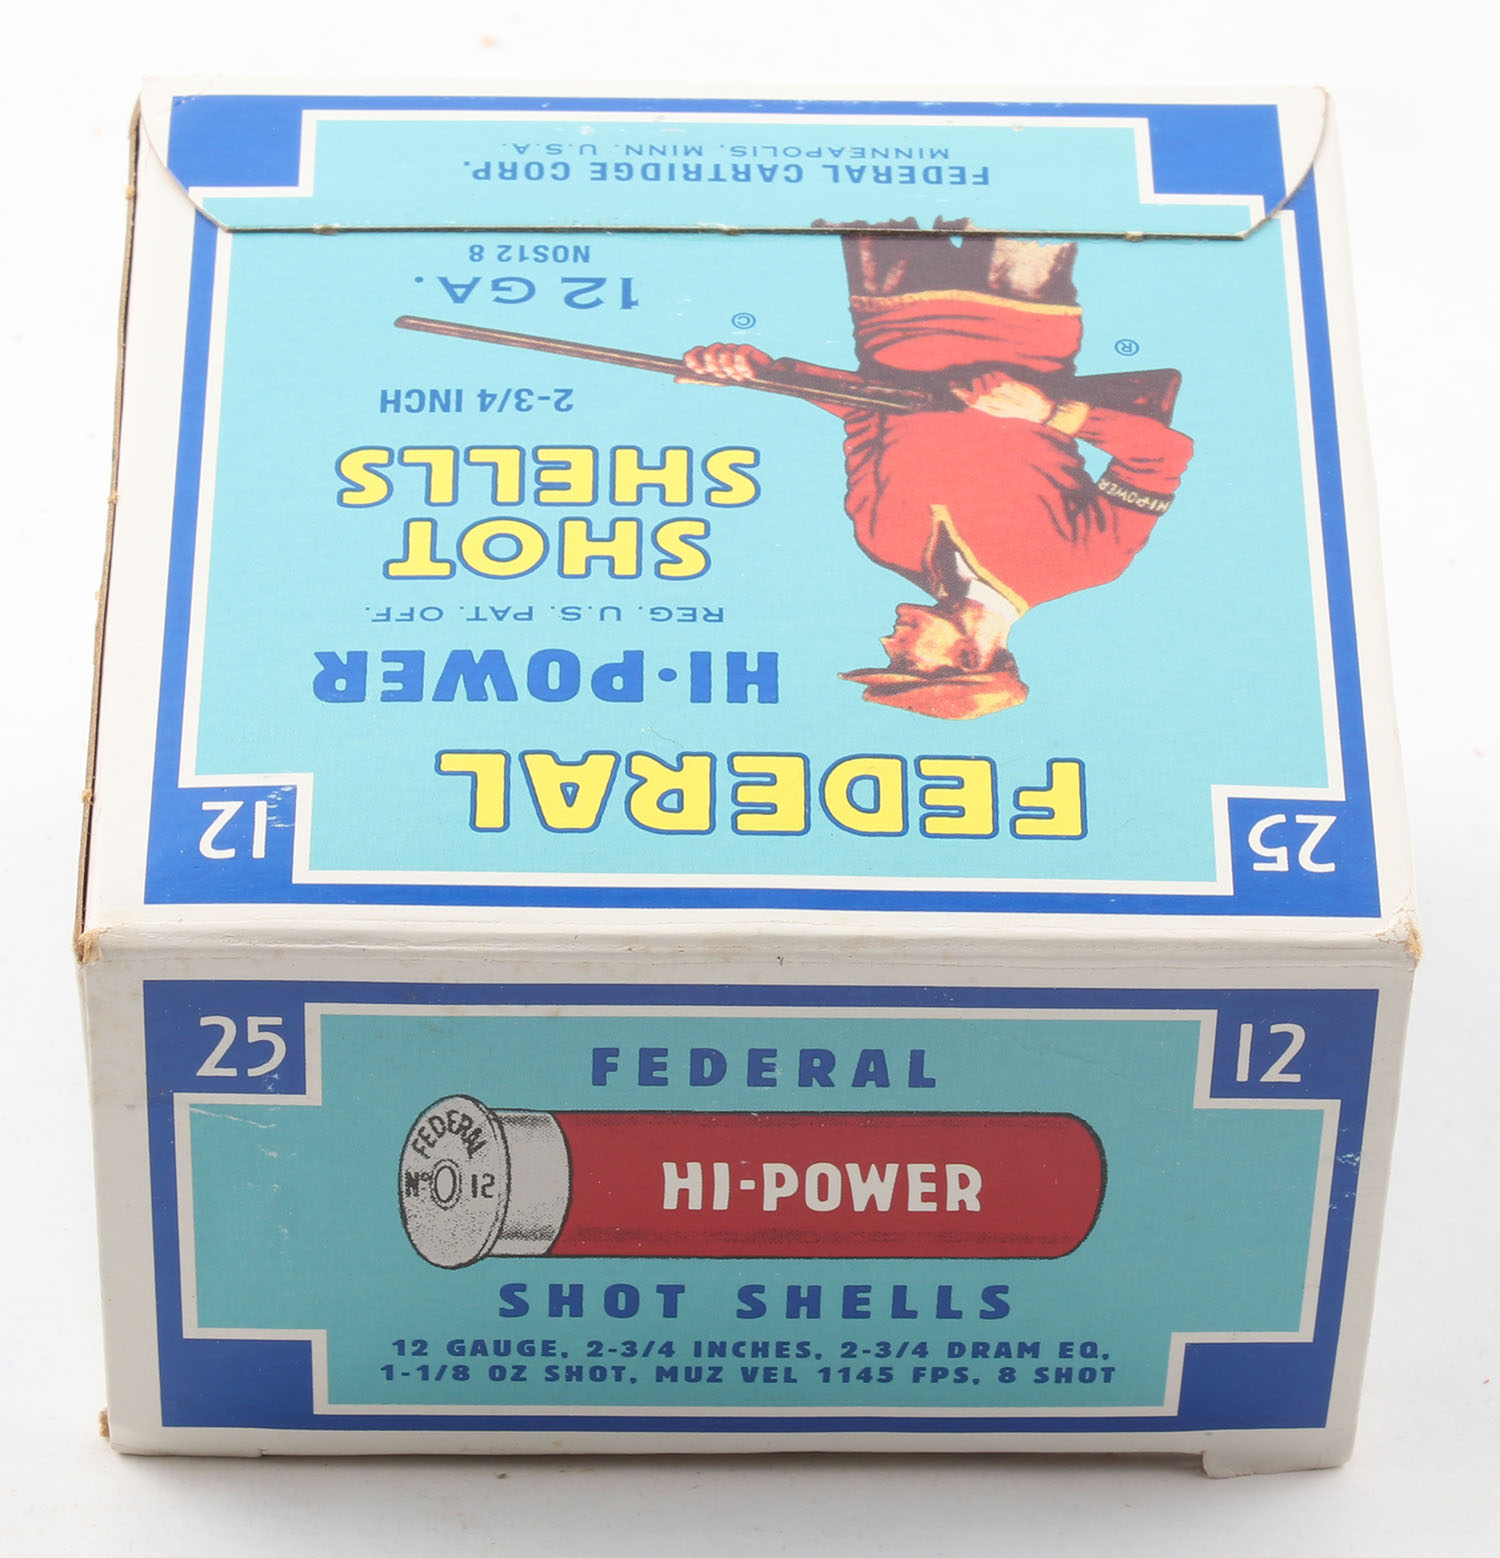 FEDERAL CARTRIDGE CORP.
MINNEAPOLIS, MINN. U.S.A.
25
12
FEDERAL
HI·POWER
REG. U.S. PAT. OFF.
SHOT
SHELLS
2-3/4 INCH
12 GA.
NOS12 8
©
®
HI-POWER
25
12
FEDERAL
FEDERAL
No 12
HI-POWER
SHOT SHELLS
12 GAUGE, 2-3/4 INCHES, 2-3/4 DRAM EQ.
1-1/8 OZ SHOT, MUZ VEL 1145 FPS, 8 SHOT